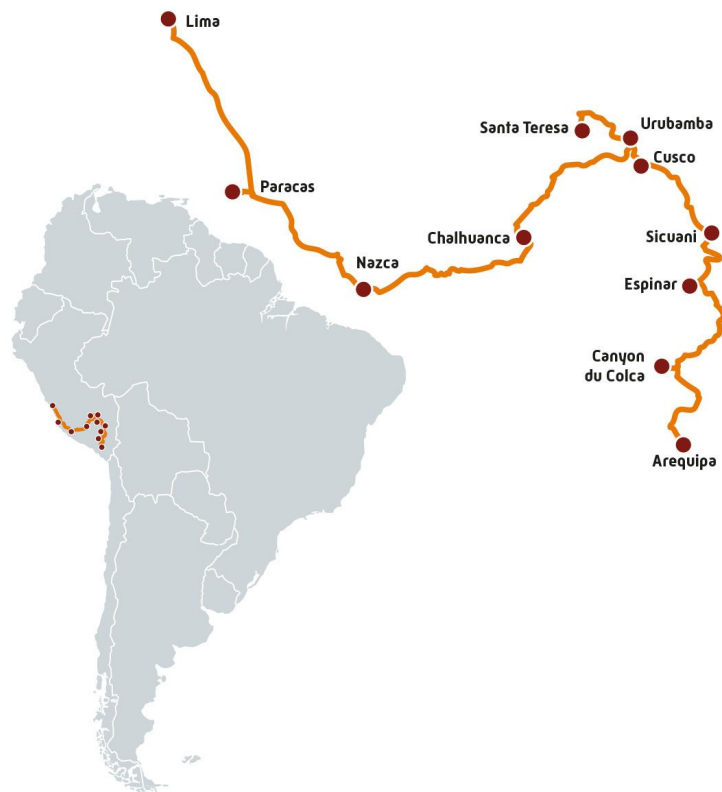 Lima
Santa Teresa
Urubamba
Cusco
Paracas
Chalhuanca
Sicuani
Nazca
Espinar
Canyon
du Colca
Arequipa